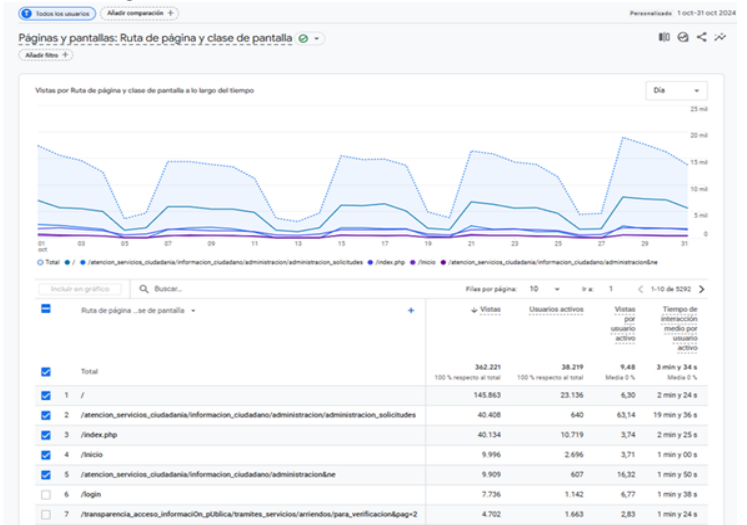 T Todos los usuarios Añadir comparación + Personalizado 1 oct-31 oct 2024
Páginas y pantallas: Ruta de página y clase de pantalla
Añadir filtro +
Vistas por Ruta de página y clase de pantalla a lo largo del tiempo Día
25 mil
20 mil
15 mil
10 mil
5 mil
0
01 03 05 07 09 11 13 15 17 19 21 23 25 27 29 31
oct
Total / /atencion_servicios_ciudadania/informacion_ciudadano/administracion/administracion_solicitudes /index.php /Inicio /atencion_servicios_ciudadania/informacion_ciudadano/administracion&ne
Incluir en gráfico Buscar... Filas por página: 10 Ir a: 1 < 1-10 de 5292 >
Ruta de página ...se de pantalla + ↓ Vistas Usuarios activos Vistas por usuario activo Tiempo de interacción medio por usuario activo
Total 362.221 38.219 9,48 3 min y 34 s
100 % respecto al total 100 % respecto al total Media 0 % Media 0 %
1 / 145.863 23.136 6,30 2 min y 24 s
2 /atencion_servicios_ciudadania/informacion_ciudadano/administracion/administracion_solicitudes 40.408 640 63,14 19 min y 36 s
3 /index.php 40.134 10.719 3,74 2 min y 25 s
4 /Inicio 9.996 2.696 3,71 1 min y 00 s
5 /atencion_servicios_ciudadania/informacion_ciudadano/administracion&ne 9.909 607 16,32 1 min y 50 s
6 /login 7.736 1.142 6,77 1 min y 38 s
7 /transparencia_acceso_informaciOn_pUblica/tramites_servicios/arriendos/para_verificacion&pag=2 4.702 1.663 2,83 1 min y 24 s